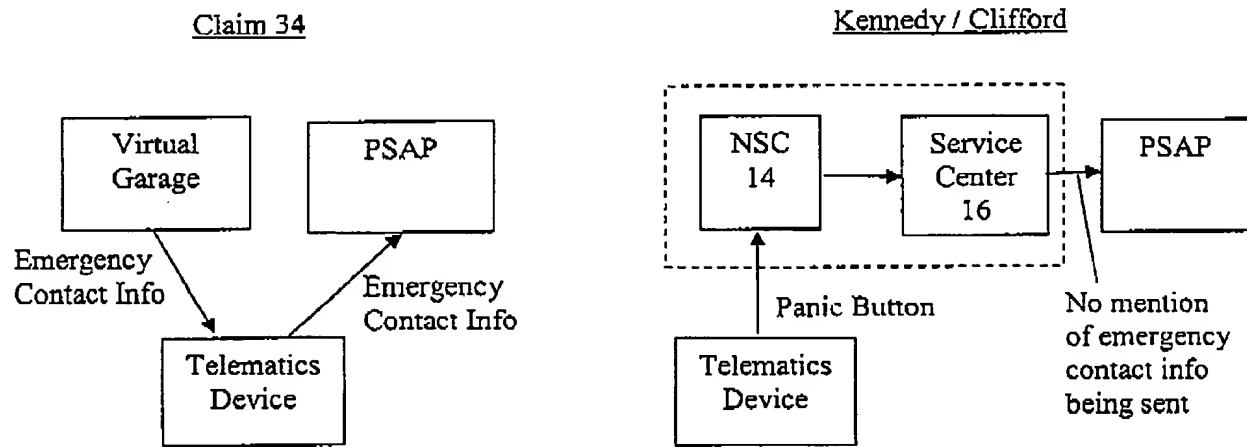 Claim 34
Virtual
Garage
PSAP
Emergency
Contact Info
Emergency
Contact Info
Telematics
Device
Kennedy / Clifford
NSC
14
Service
Center
16
PSAP
Panic Button
Telematics
Device
No mention
of emergency
contact info
being sent